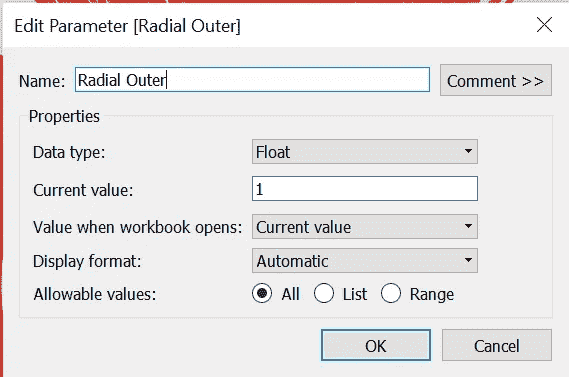 Edit Parameter [Radial Outer]
Name: Radial Outer Comment >>
Properties
Data type: Float
Current value: 1
Value when workbook opens: Current value
Display format: Automatic
Allowable values: All List Range
OK Cancel